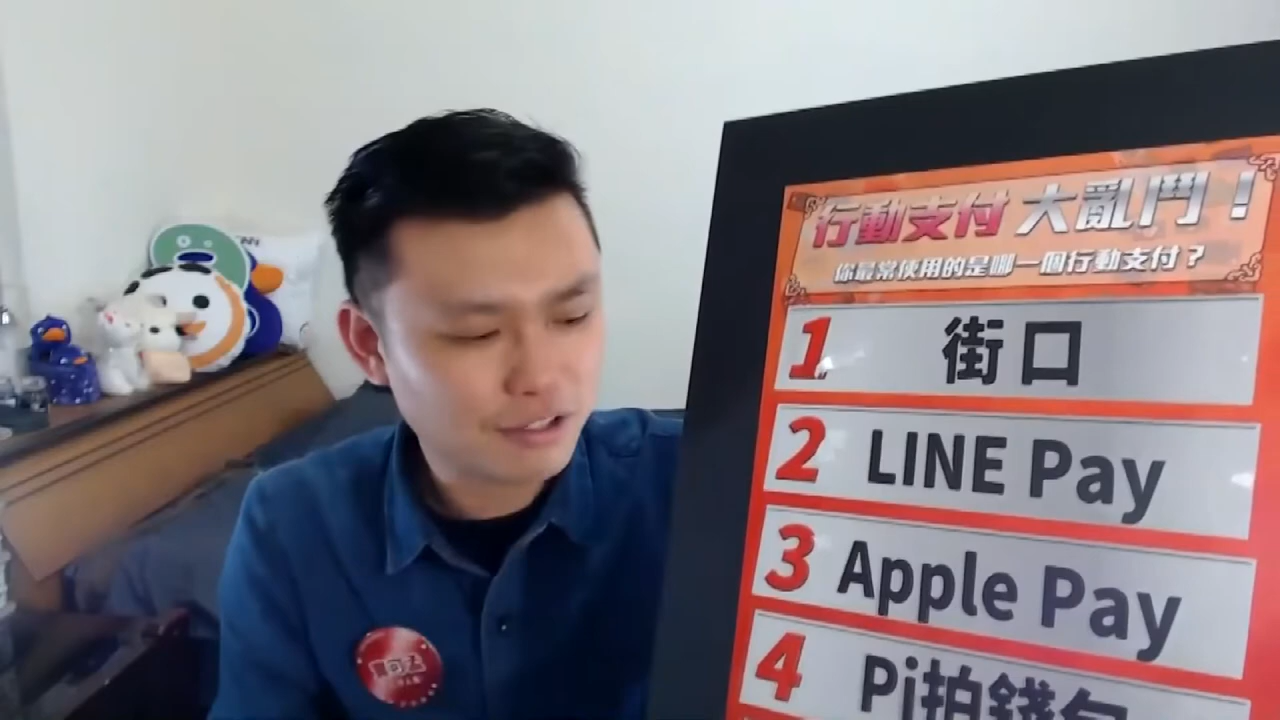 行動支付 大亂鬥！
你最常使用的是哪一個行動支付？
1 街口
2 LINE Pay
3 Apple Pay
4 Pi拍錢包